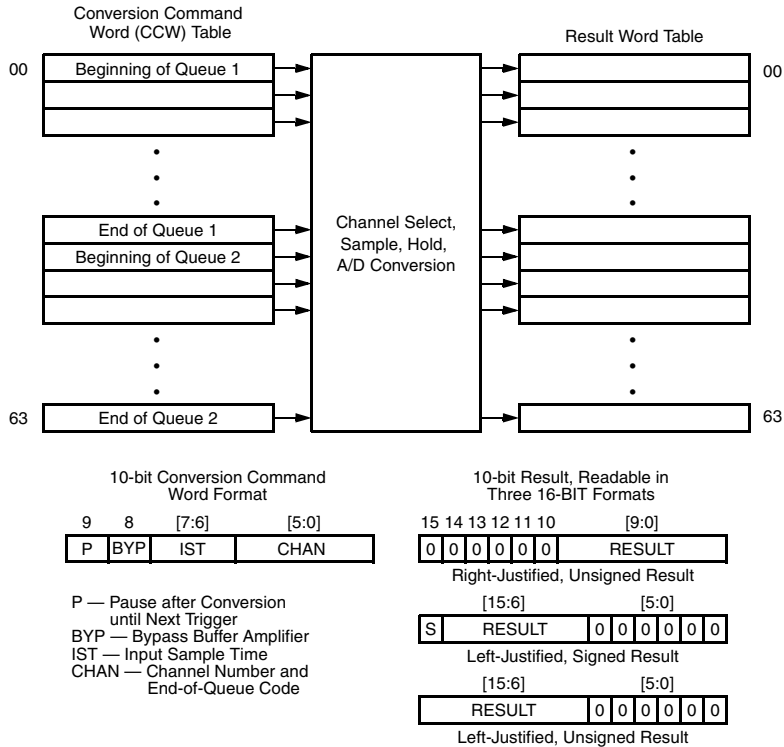 Conversion Command
Word (CCW) Table
Result Word Table
00 Beginning of Queue 1 00
End of Queue 1
Beginning of Queue 2
Channel Select,
Sample, Hold,
A/D Conversion
63 End of Queue 2 63
10-bit Conversion Command
Word Format
9 8 [7:6] [5:0]
P BYP IST CHAN
P — Pause after Conversion
until Next Trigger
BYP — Bypass Buffer Amplifier
IST — Input Sample Time
CHAN — Channel Number and
End-of-Queue Code
10-bit Result, Readable in
Three 16-BIT Formats
15 14 13 12 11 10 [9:0]
0 0 0 0 0 0 RESULT
Right-Justified, Unsigned Result
[15:6] [5:0]
S RESULT 0 0 0 0 0 0
Left-Justified, Signed Result
[15:6] [5:0]
RESULT 0 0 0 0 0 0
Left-Justified, Unsigned Result